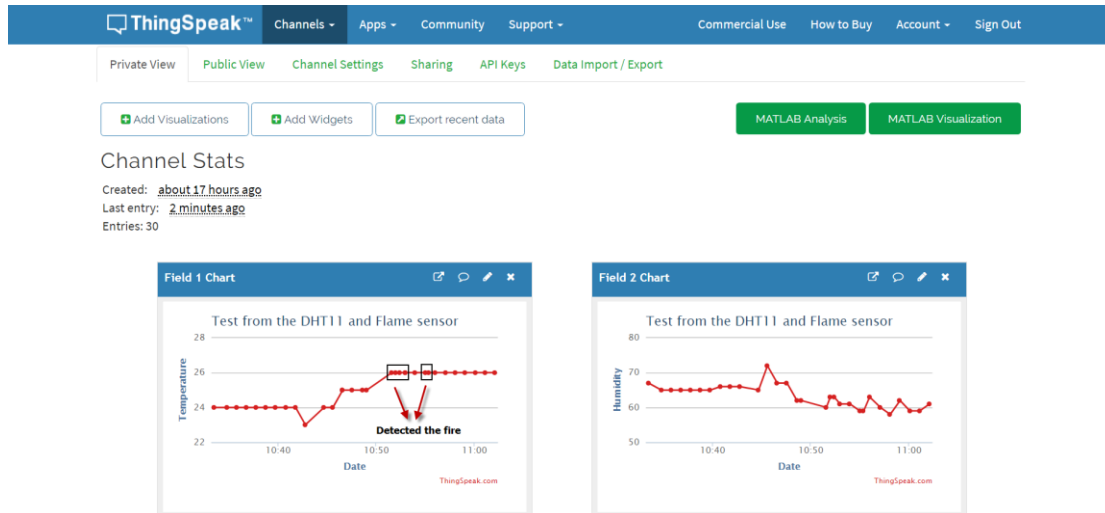 ThingSpeak™ Channels Apps Community Support Commercial Use How to Buy Account Sign Out
Private View Public View Channel Settings Sharing API Keys Data Import / Export
Add Visualizations Add Widgets Export recent data MATLAB Analysis MATLAB Visualization
Channel Stats
Created: about 17 hours ago
Last entry: 2 minutes ago
Entries: 30
Field 1 Chart
Test from the DHT11 and Flame sensor
Temperature
28
26
24
22
Detected the fire
10:40 10:50 11:00
Date
ThingSpeak.com
Field 2 Chart
Test from the DHT11 and Flame sensor
Humidity
80
70
60
50
10:40 10:50 11:00
Date
ThingSpeak.com